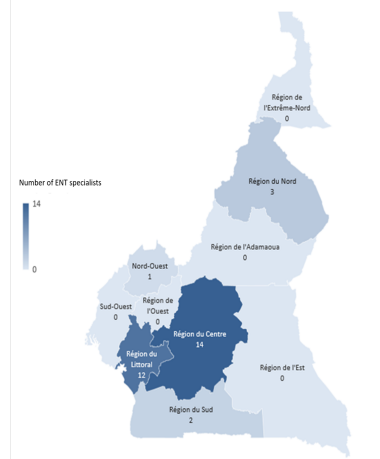 Région de
l'Extrême-Nord
0
Number of ENT specialists
14
0
Région du Nord
3
Région de l'Adamaoua
0
Nord-Ouest
1
Sud-Ouest
0
Région de
l'Ouest
0
Région du Centre
14
Région du
Littoral
12
Région de l'Est
0
Région du Sud
2